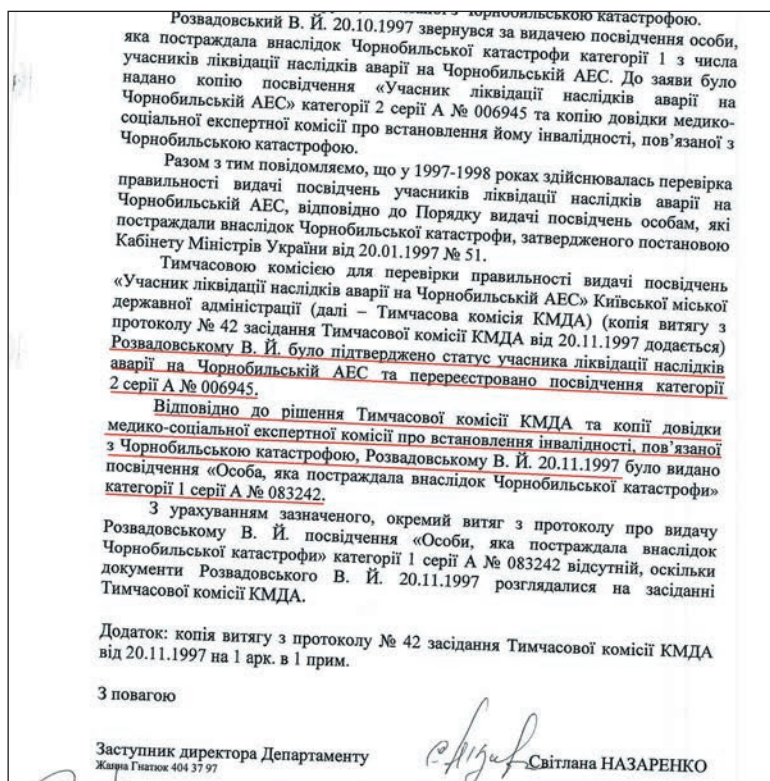 Чорнобильською катастрофою.
Розвадовський В. Й. 20.10.1997 звернувся за видачею посвідчення особи,
яка постраждала внаслідок Чорнобильської катастрофи категорії 1 з числа
учасників ліквідації наслідків аварії на Чорнобильській АЕС. До заяви було
надано копію посвідчення «Учасник ліквідації наслідків аварії на
Чорнобильській АЕС» категорії 2 серії А № 006945 та копію довідки медико-
соціальної експертної комісії про встановлення йому інвалідності, пов’язаної з
Чорнобильською катастрофою.
Разом з тим повідомляємо, що у 1997-1998 роках здійснювалась перевірка
правильності видачі посвідчень учасників ліквідації наслідків аварії на
Чорнобильській АЕС, відповідно до Порядку видачі посвідчень особам, які
постраждали внаслідок Чорнобильської катастрофи, затвердженого постановою
Кабінету Міністрів України від 20.01.1997 № 51.
Тимчасовою комісією для перевірки правильності видачі посвідчень
«Учасник ліквідації наслідків аварії на Чорнобильській АЕС» Київської міської
державної адміністрації (далі – Тимчасова комісія КМДА) (копія витягу з
протоколу № 42 засідання Тимчасової комісії КМДА від 20.11.1997 додається)
Розвадовському В. Й. було підтверджено статус учасника ліквідації наслідків
аварії на Чорнобильській АЕС та перереєстровано посвідчення категорії
2 серії А № 006945.
Відповідно до рішення Тимчасової комісії КМДА та копії довідки
медико-соціальної експертної комісії про встановлення інвалідності, пов’язаної
з Чорнобильською катастрофою, Розвадовському В. Й. 20.11.1997 було видано
посвідчення «Особа, яка постраждала внаслідок Чорнобильської катастрофи»
категорії 1 серії А № 083242.
З урахуванням зазначеного, окремий витяг з протоколу про видачу
Розвадовському В. Й. посвідчення «Особи, яка постраждала внаслідок
Чорнобильської катастрофи» категорії 1 серії А № 083242 відсутній, оскільки
документи Розвадовського В. Й. 20.11.1997 розглядалися на засіданні
Тимчасової комісії КМДА.
Додаток: копія витягу з протоколу № 42 засідання Тимчасової комісії КМДА
від 20.11.1997 на 1 арк. в 1 прим.
З повагою
Заступник директора Департаменту
Світлана НАЗАРЕНКО
Жанна Гнатюк 404 37 97